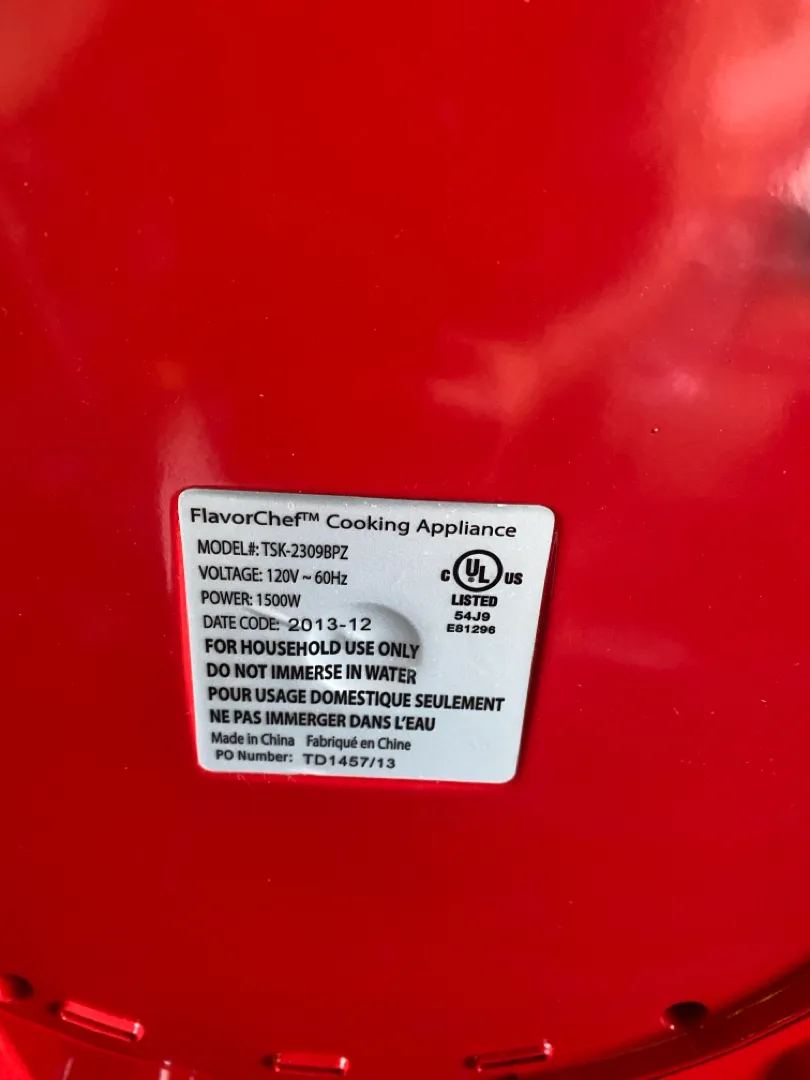 FlavorChef™ Cooking Appliance
MODEL#: TSK-2309BPZ
VOLTAGE: 120V ~ 60Hz
POWER: 1500W
DATE CODE: 2013-12
C UL US
LISTED
54J9
E81296
FOR HOUSEHOLD USE ONLY
DO NOT IMMERSE IN WATER
POUR USAGE DOMESTIQUE SEULEMENT
NE PAS IMMERGER DANS L'EAU
Made in China Fabriqué en Chine
PO Number: TD1457/13